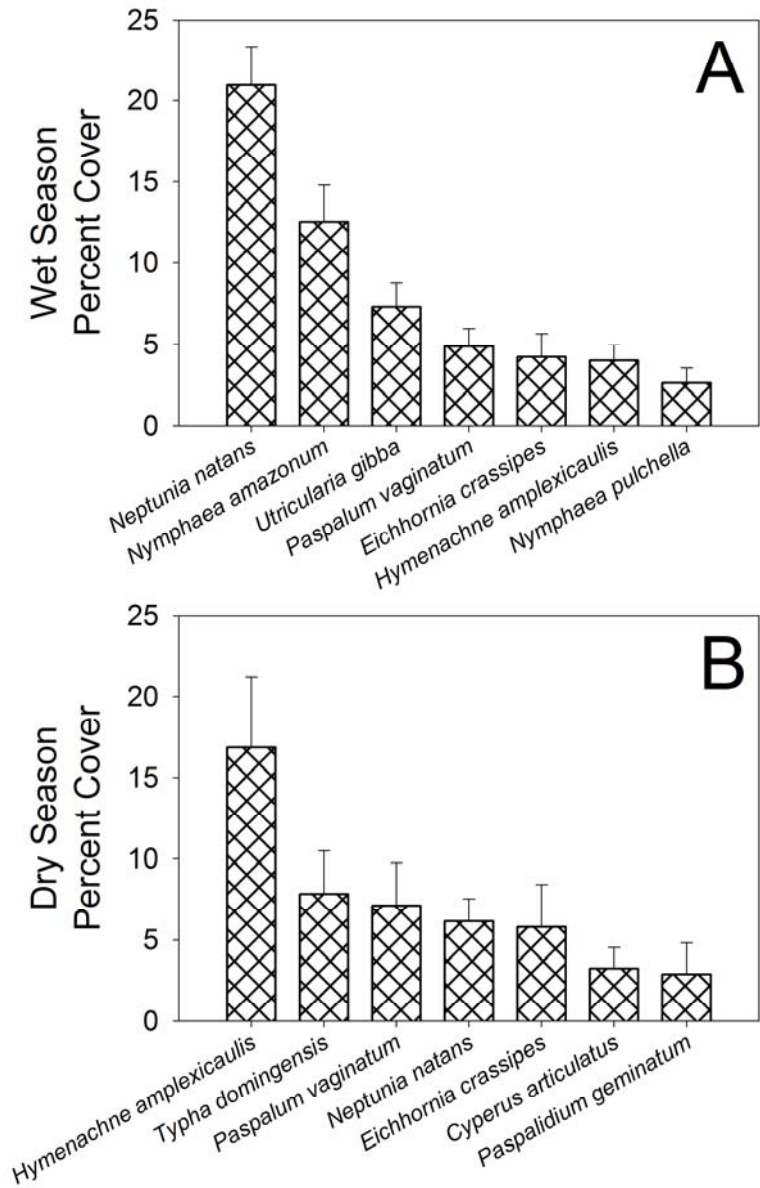 A
Wet Season
Percent Cover
25
20
15
10
5
0
Neptunia natans
Nymphaea amazonum
Utricularia gibba
Paspalum vaginatum
Eichhornia crassipes
Hymenachne amplexicaulis
Nymphaea pulchella
B
Dry Season
Percent Cover
25
20
15
10
5
0
Hymenachne amplexicaulis
Typha domingensis
Paspalum vaginatum
Neptunia natans
Eichhornia crassipes
Cyperus articulatus
Paspalidium geminatum